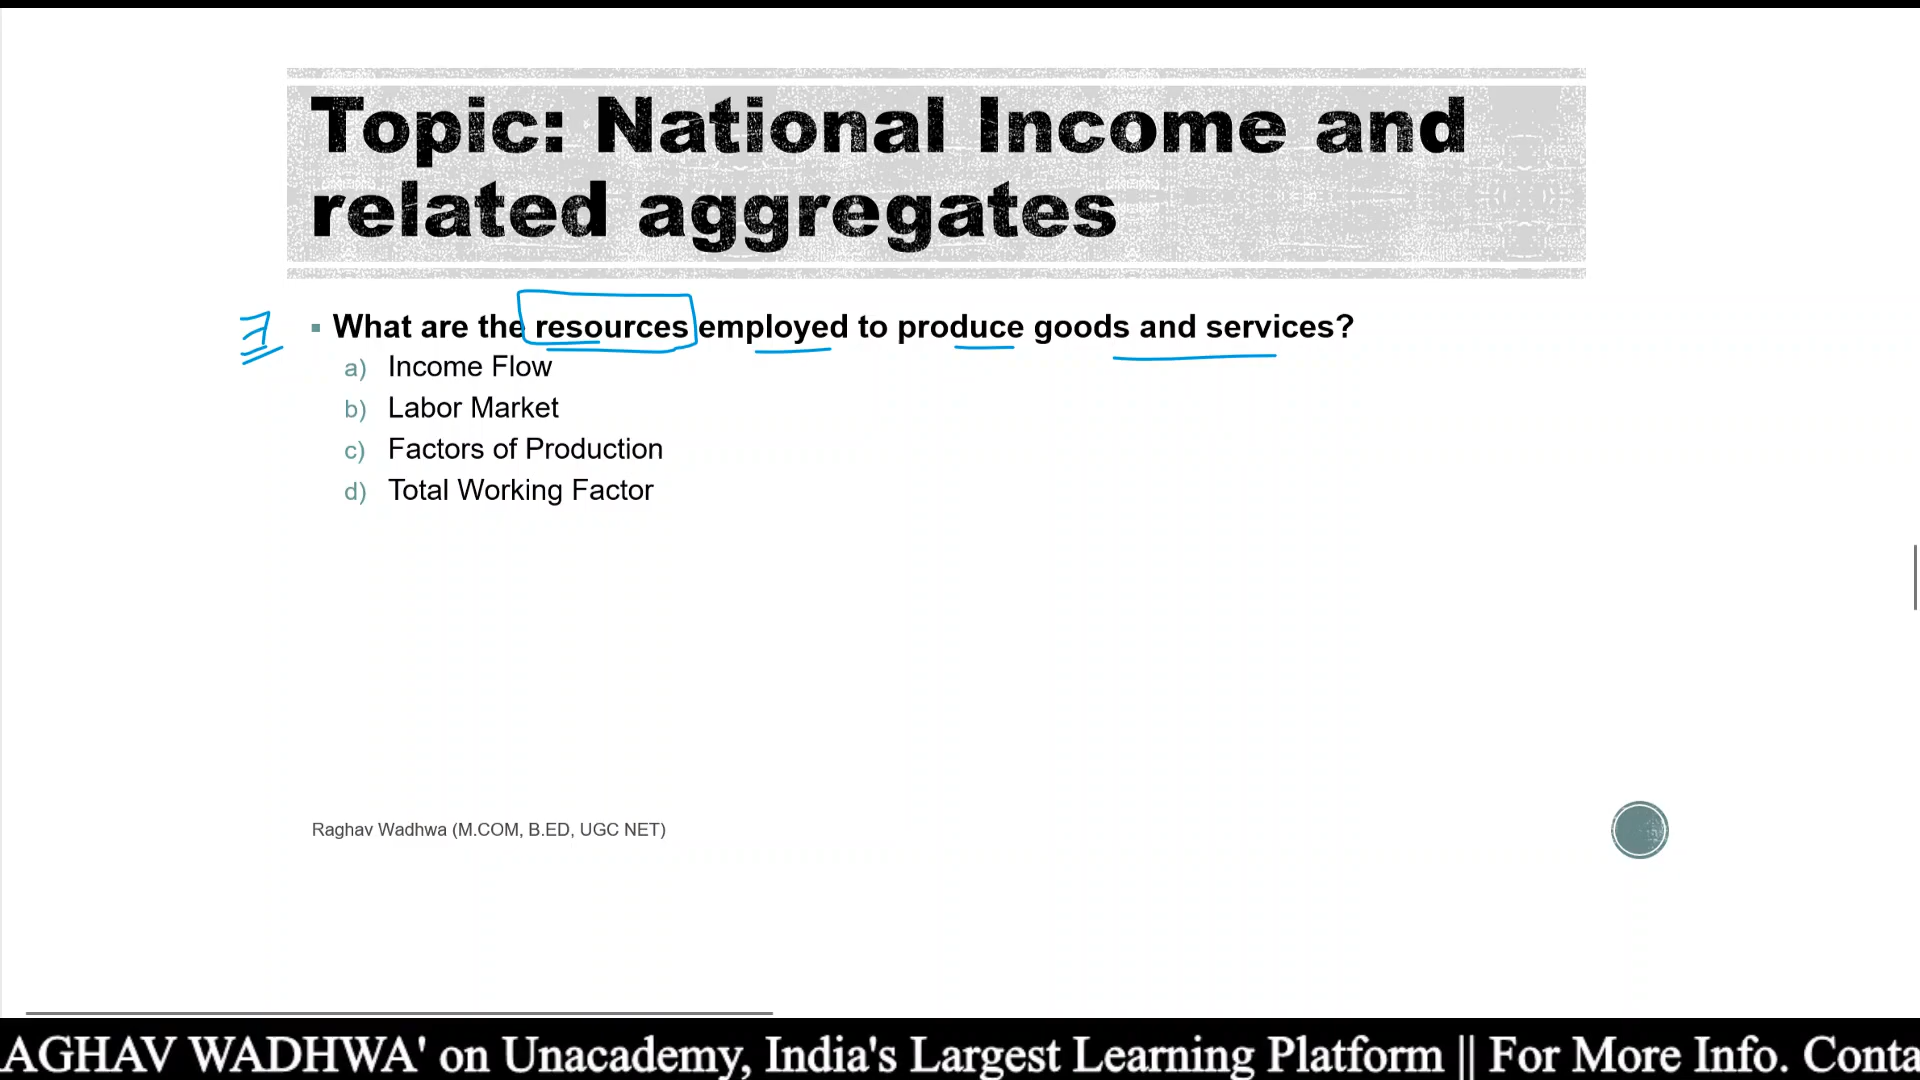 Topic: National Income and
related aggregates
▪ What are the resources employed to produce goods and services?
a) Income Flow
b) Labor Market
c) Factors of Production
d) Total Working Factor
Raghav Wadhwa (M.COM, B.ED, UGC NET)
AGHAV WADHWA' on Unacademy, India's Largest Learning Platform || For More Info. Conta